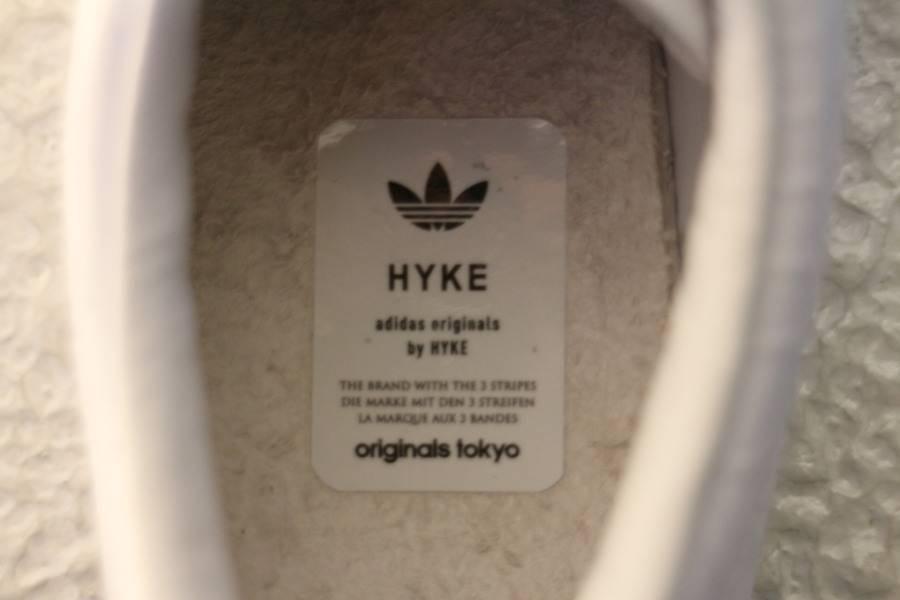 HYKE
adidas originals
by HYKE
THE BRAND WITH THE 3 STRIPES
DIE MARKE MIT DEN 3 STREIFEN
LA MARQUE AUX 3 BANDES
originals tokyo